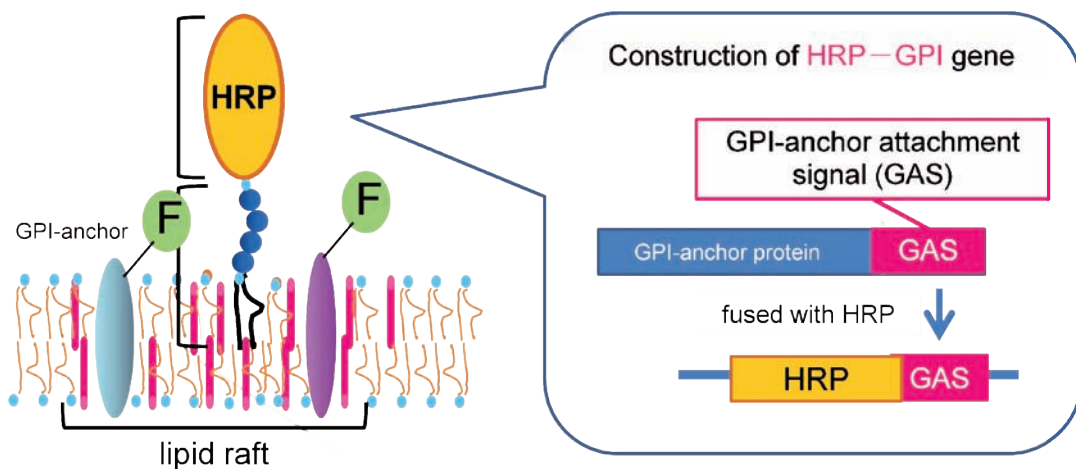 HRP
F
F
GPI-anchor
lipid raft
Construction of HRP－GPI gene
GPI-anchor attachment
signal (GAS)
GPI-anchor protein
GAS
fused with HRP
HRP
GAS